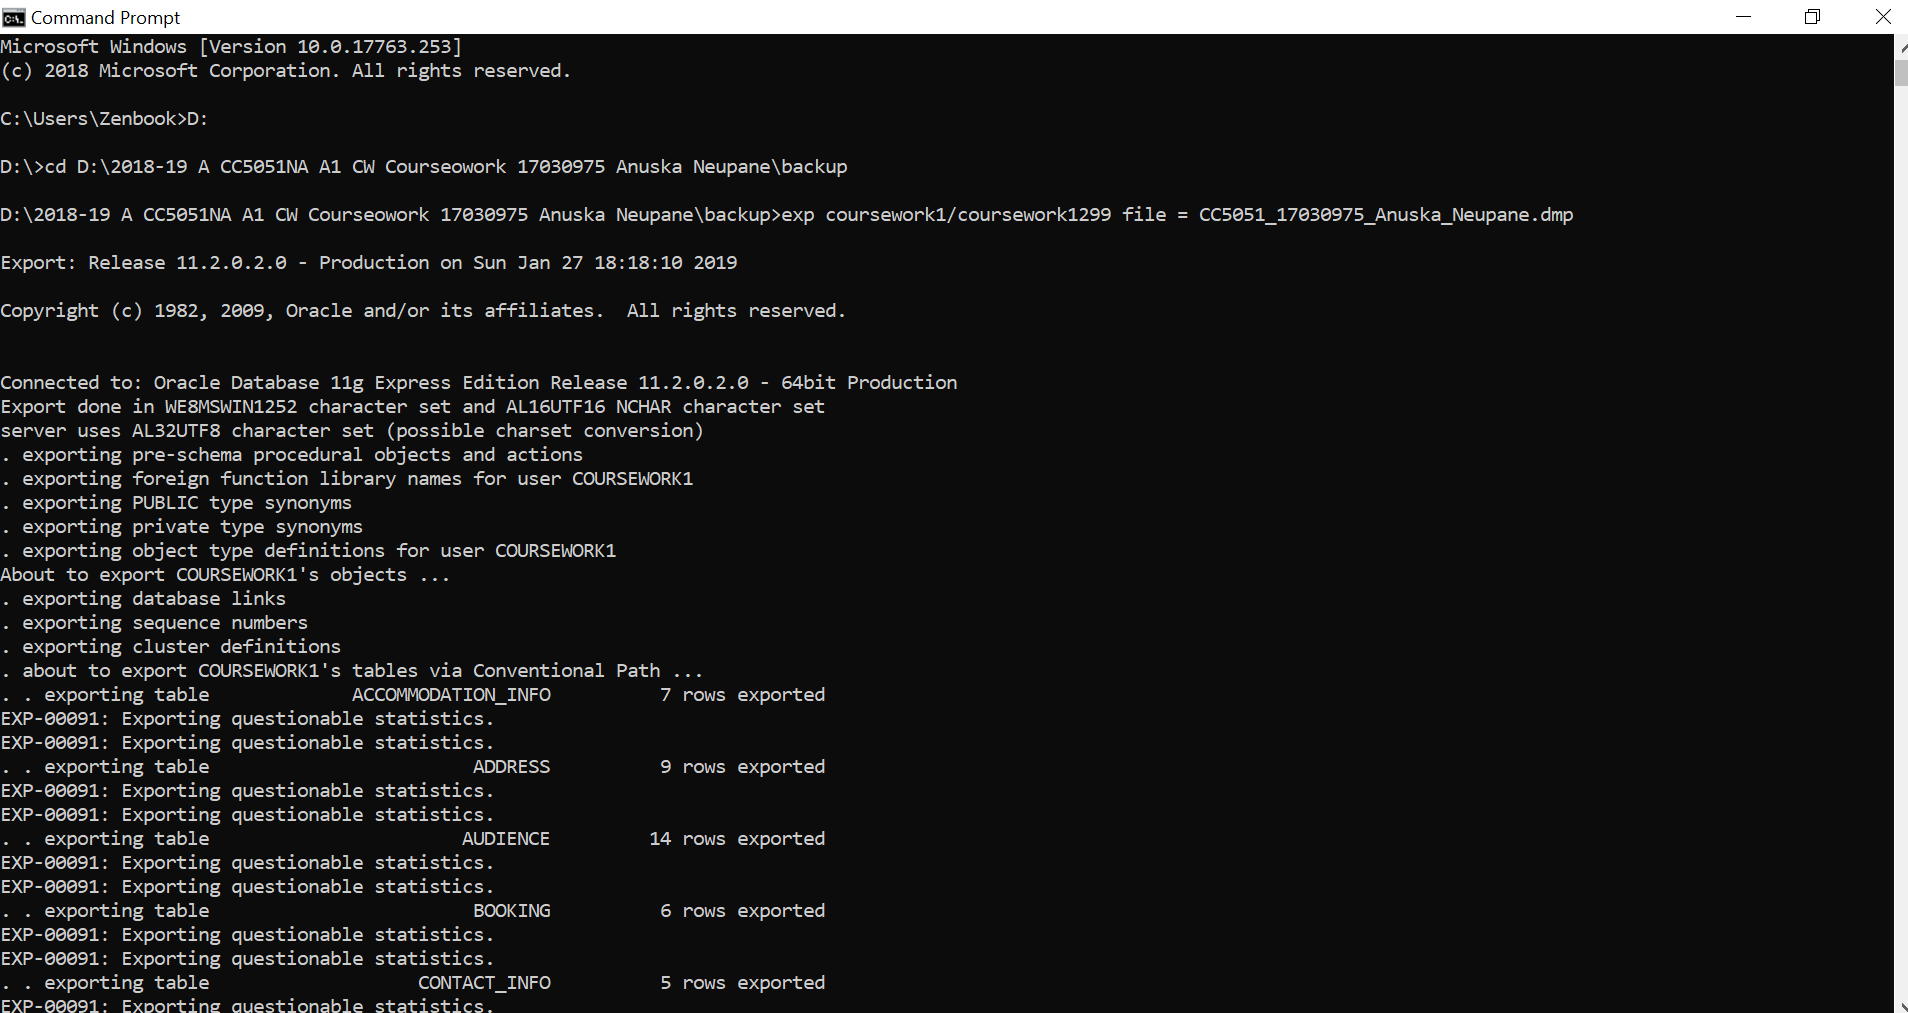 Command Prompt
Microsoft Windows [Version 10.0.17763.253]
(c) 2018 Microsoft Corporation. All rights reserved.
C:\Users\Zenbook>D:
D:\>cd D:\2018-19 A CC5051NA A1 CW Courseowork 17030975 Anuska Neupane\backup
D:\2018-19 A CC5051NA A1 CW Courseowork 17030975 Anuska Neupane\backup>exp coursework1/coursework1299 file = CC5051_17030975_Anuska_Neupane.dmp
Export: Release 11.2.0.2.0 - Production on Sun Jan 27 18:18:10 2019
Copyright (c) 1982, 2009, Oracle and/or its affiliates.  All rights reserved.
Connected to: Oracle Database 11g Express Edition Release 11.2.0.2.0 - 64bit Production
Export done in WE8MSWIN1252 character set and AL16UTF16 NCHAR character set
server uses AL32UTF8 character set (possible charset conversion)
. exporting pre-schema procedural objects and actions
. exporting foreign function library names for user COURSEWORK1
. exporting PUBLIC type synonyms
. exporting private type synonyms
. exporting object type definitions for user COURSEWORK1
About to export COURSEWORK1's objects ...
. exporting database links
. exporting sequence numbers
. exporting cluster definitions
. about to export COURSEWORK1's tables via Conventional Path ...
. . exporting table             ACCOMMODATION_INFO          7 rows exported
EXP-00091: Exporting questionable statistics.
EXP-00091: Exporting questionable statistics.
. . exporting table                        ADDRESS          9 rows exported
EXP-00091: Exporting questionable statistics.
EXP-00091: Exporting questionable statistics.
. . exporting table                       AUDIENCE         14 rows exported
EXP-00091: Exporting questionable statistics.
EXP-00091: Exporting questionable statistics.
. . exporting table                        BOOKING          6 rows exported
EXP-00091: Exporting questionable statistics.
EXP-00091: Exporting questionable statistics.
. . exporting table                   CONTACT_INFO          5 rows exported
EXP-00091: Exporting questionable statistics.